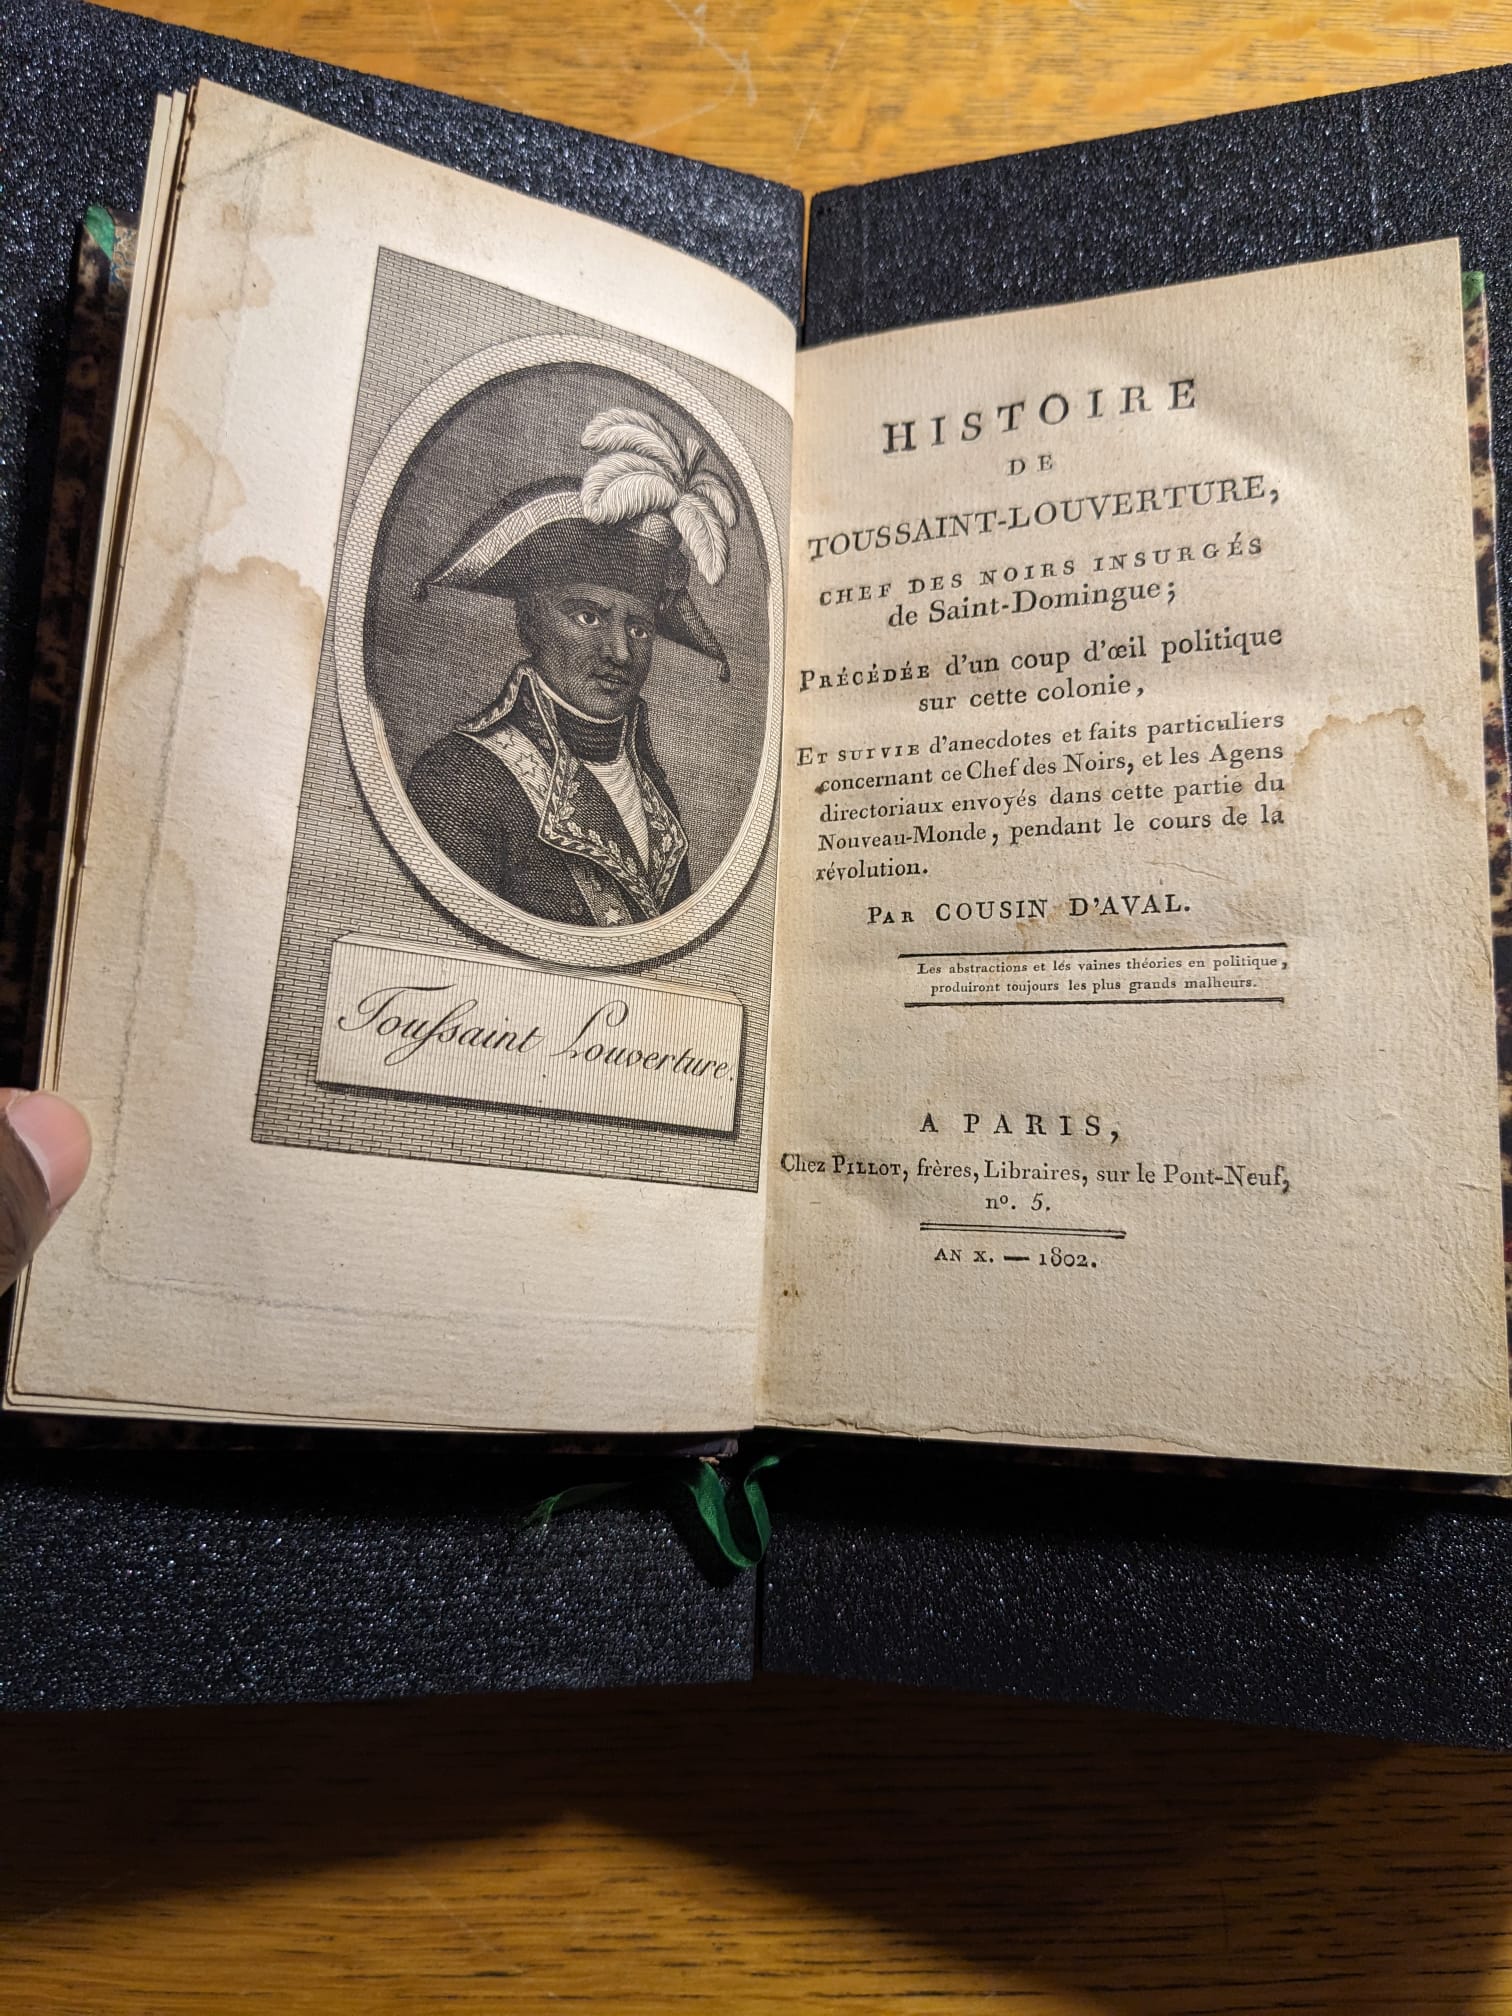 Touſsaint Louverture.
HISTOIRE
DE
TOUSSAINT-LOUVERTURE,
CHEF DES NOIRS INSURGÉS
de Saint-Domingue;
PRÉCÉDÉE d'un coup d'œil politique
sur cette colonie,
ET SUIVIE d'anecdotes et faits particuliers
concernant ce Chef des Noirs, et les Agens
directoriaux envoyés dans cette partie du
Nouveau-Monde, pendant le cours de la
révolution.
PAR COUSIN D'AVAL.
Les abstractions et les vaines théories en politique,
produiront toujours les plus grands malheurs.
A PARIS,
Chez PILLOT, frères, Libraires, sur le Pont-Neuf,
nº. 5.
AN X. — 1802.